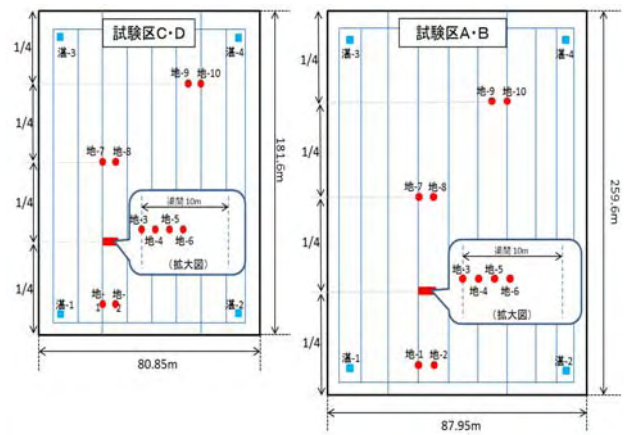 試験区C・D
湛-3
湛-4
地-9
地-10
地-7
地-8
溝間10m
地-3
地-5
地-4
地-6
(拡大図)
地-1
地-2
湛-1
湛-2
1/4
1/4
1/4
1/4
181.6m
80.85m
試験区A・B
湛-3
湛-4
地-9
地-10
地-7
地-8
溝間10m
地-3
地-5
地-4
地-6
(拡大図)
地-1
地-2
湛-1
湛-2
1/4
1/4
1/4
1/4
259.6m
87.95m